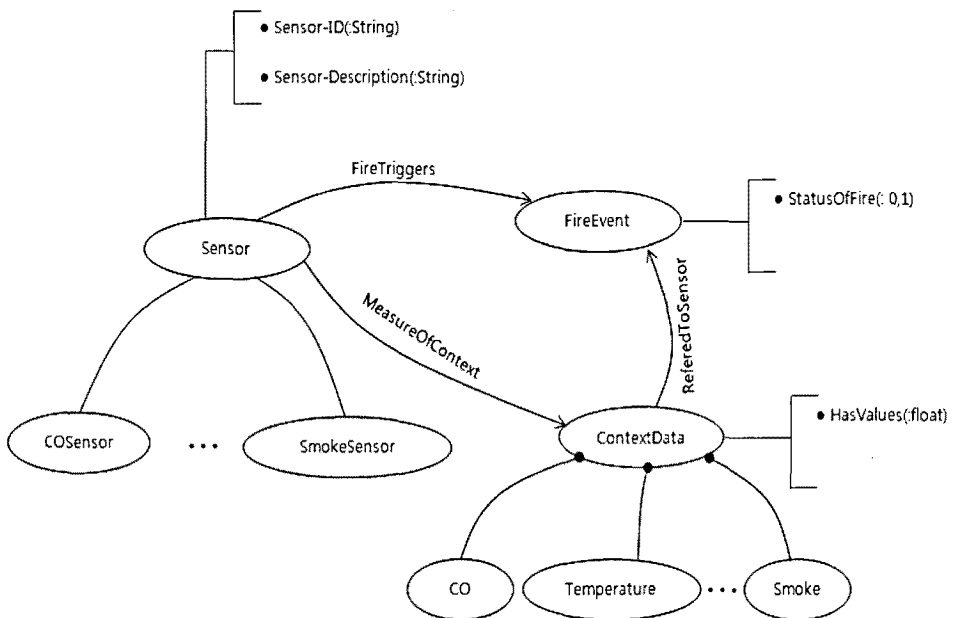 Sensor-ID(:String)
Sensor-Description(:String)
FireTriggers
FireEvent
StatusOfFire(: 0,1)
Sensor
MeasureOfContext
ReferedToSensor
COSensor
...
SmokeSensor
ContextData
HasValues(:float)
CO
Temperature
...
Smoke